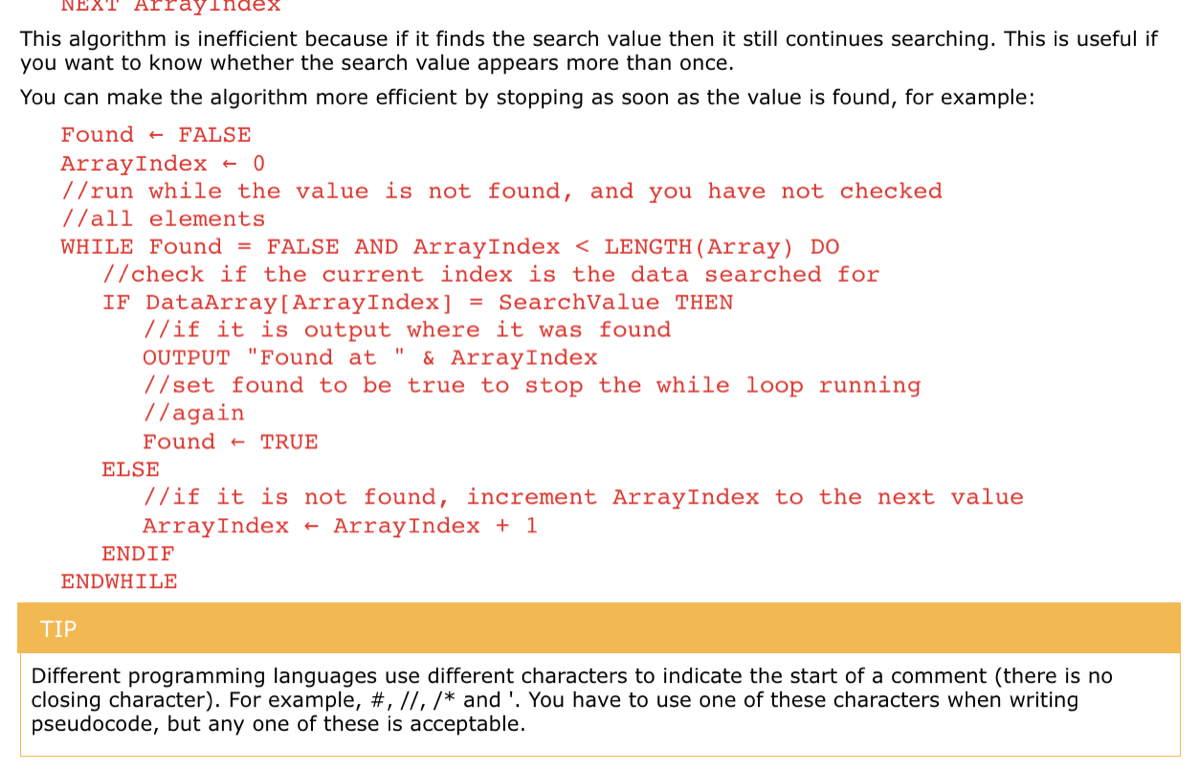 NEXT ArrayIndex
This algorithm is inefficient because if it finds the search value then it still continues searching. This is useful if
you want to know whether the search value appears more than once.
You can make the algorithm more efficient by stopping as soon as the value is found, for example:
Found ← FALSE
ArrayIndex ← 0
//run while the value is not found, and you have not checked
//all elements
WHILE Found = FALSE AND ArrayIndex < LENGTH(Array) DO
//check if the current index is the data searched for
IF DataArray[ArrayIndex] = SearchValue THEN
//if it is output where it was found
OUTPUT "Found at " & ArrayIndex
//set found to be true to stop the while loop running
//again
Found ← TRUE
ELSE
//if it is not found, increment ArrayIndex to the next value
ArrayIndex ← ArrayIndex + 1
ENDIF
ENDWHILE
TIP
Different programming languages use different characters to indicate the start of a comment (there is no
closing character). For example, #, //, /* and '. You have to use one of these characters when writing
pseudocode, but any one of these is acceptable.